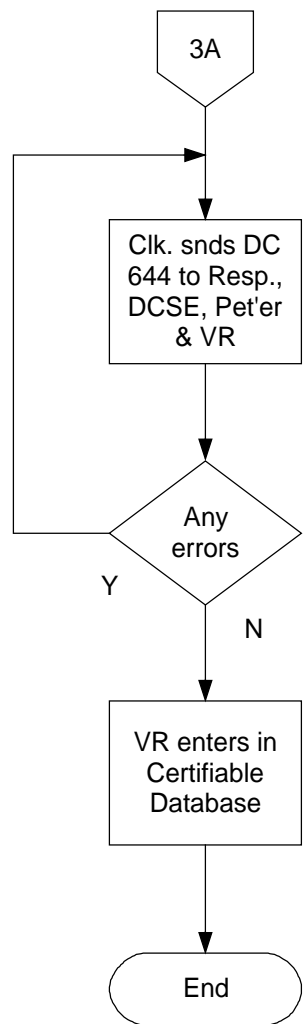 3A
Clk. snds DC
644 to Resp.,
DCSE, Pet'er
& VR
Any
errors
Y
N
VR enters in
Certifiable
Database
End